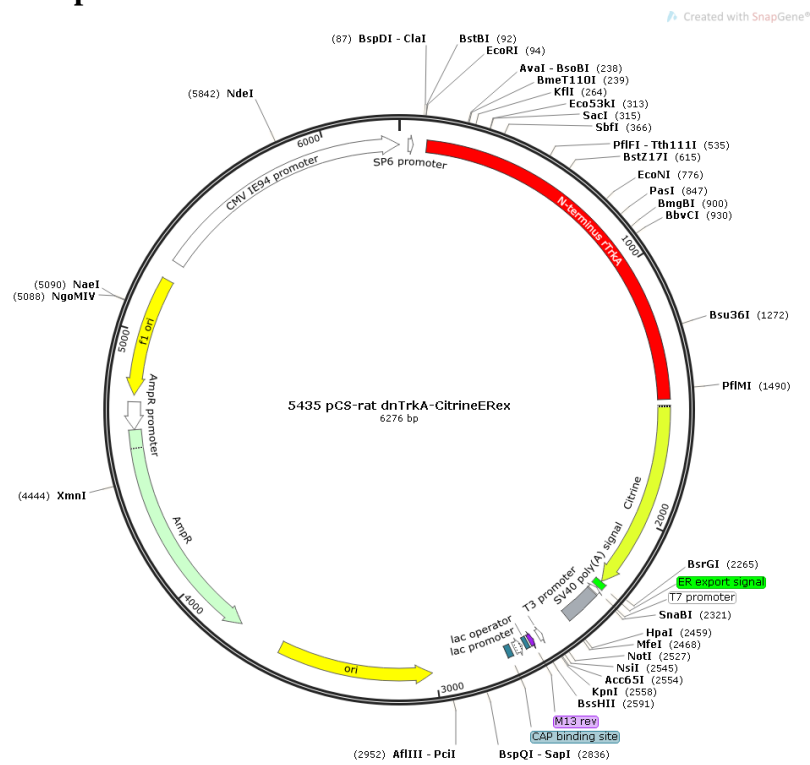 Created with SnapGene®
(87) BspDI - ClaI
BstBI (92)
EcoRI (94)
AvaI - BsoBI (238)
BmeT110I (239)
KflI (264)
Eco53kI (313)
SacI (315)
SbfI (366)
PflFI - Tth111I (535)
BstZ17I (615)
EcoNI (776)
PasI (847)
BmgBI (900)
BbvCI (930)
Bsu36I (1272)
PflMI (1490)
BsrGI (2265)
ER export signal
T7 promoter
SnaBI (2321)
HpaI (2459)
MfeI (2468)
NotI (2527)
NsiI (2545)
Acc65I (2554)
KpnI (2558)
BssHII (2591)
M13 rev
CAP binding site
BspQI - SapI (2836)
(2952) AflIII - PciI
(4444) XmnI
(5088) NgoMIV
(5090) NaeI
(5842) NdeI
6000
1000
2000
3000
4000
5000
SP6 promoter
N-terminus rTrkA
Citrine
SV40 poly(A) signal
T3 promoter
lac operator
lac promoter
ori
AmpR
AmpR promoter
f1 ori
CMV IE94 promoter
5435 pCS-rat dnTrkA-CitrineERex
6276 bp